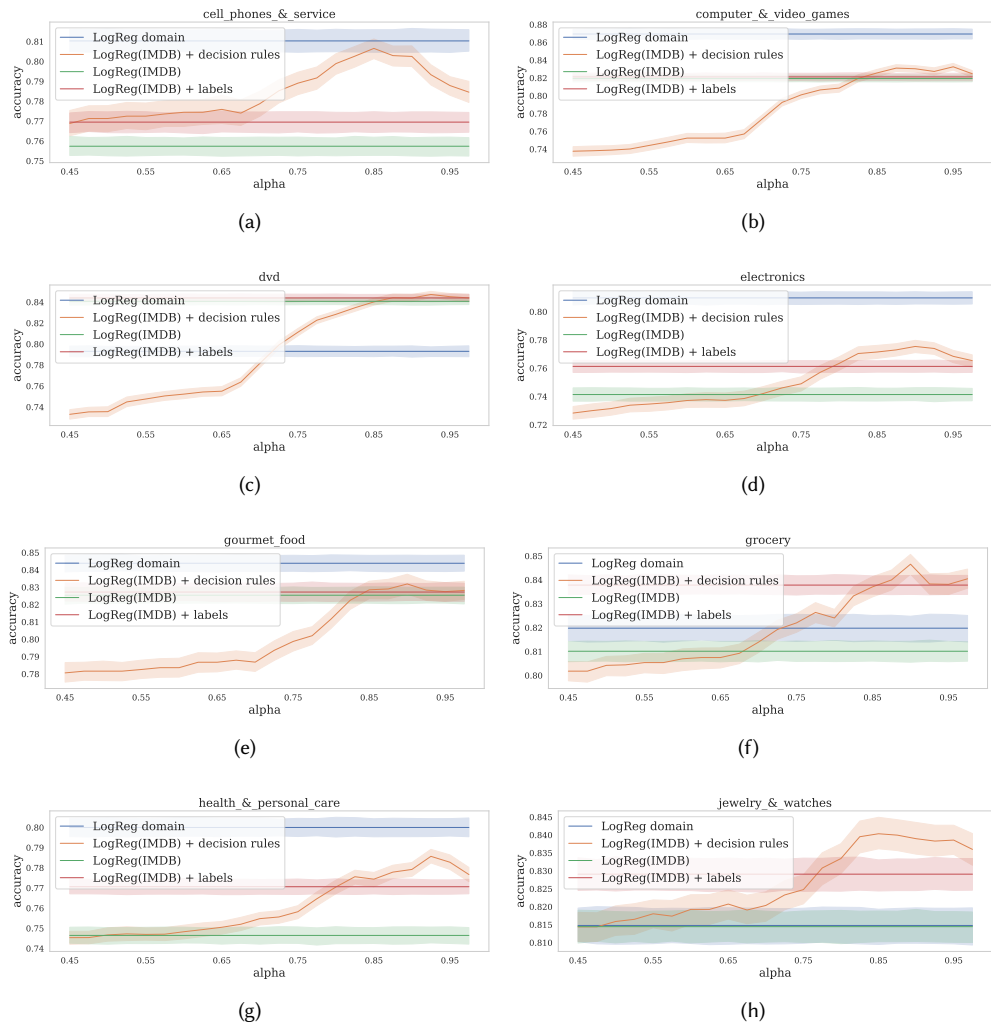 cell_phones_&_service
0.81
0.80
0.79
0.78
0.77
0.76
0.75
accuracy
LogReg domain
LogReg(IMDB) + decision rules
LogReg(IMDB)
LogReg(IMDB) + labels
0.45 0.55 0.65 0.75 0.85 0.95
alpha
(a)
computer_&_video_games
0.88
0.86
0.84
0.82
0.80
0.78
0.76
0.74
accuracy
LogReg domain
LogReg(IMDB) + decision rules
LogReg(IMDB)
LogReg(IMDB) + labels
0.45 0.55 0.65 0.75 0.85 0.95
alpha
(b)
dvd
0.84
0.82
0.80
0.78
0.76
0.74
accuracy
LogReg domain
LogReg(IMDB) + decision rules
LogReg(IMDB)
LogReg(IMDB) + labels
0.45 0.55 0.65 0.75 0.85 0.95
alpha
(c)
electronics
0.80
0.78
0.76
0.74
0.72
accuracy
LogReg domain
LogReg(IMDB) + decision rules
LogReg(IMDB)
LogReg(IMDB) + labels
0.45 0.55 0.65 0.75 0.85 0.95
alpha
(d)
gourmet_food
0.85
0.84
0.83
0.82
0.81
0.80
0.79
0.78
accuracy
LogReg domain
LogReg(IMDB) + decision rules
LogReg(IMDB)
LogReg(IMDB) + labels
0.45 0.55 0.65 0.75 0.85 0.95
alpha
(e)
grocery
0.85
0.84
0.83
0.82
0.81
0.80
accuracy
LogReg domain
LogReg(IMDB) + decision rules
LogReg(IMDB)
LogReg(IMDB) + labels
0.45 0.55 0.65 0.75 0.85 0.95
alpha
(f)
health_&_personal_care
0.80
0.79
0.78
0.77
0.76
0.75
0.74
accuracy
LogReg domain
LogReg(IMDB) + decision rules
LogReg(IMDB)
LogReg(IMDB) + labels
0.45 0.55 0.65 0.75 0.85 0.95
alpha
(g)
jewelry_&_watches
0.845
0.840
0.835
0.830
0.825
0.820
0.815
0.810
accuracy
LogReg domain
LogReg(IMDB) + decision rules
LogReg(IMDB)
LogReg(IMDB) + labels
0.45 0.55 0.65 0.75 0.85 0.95
alpha
(h)